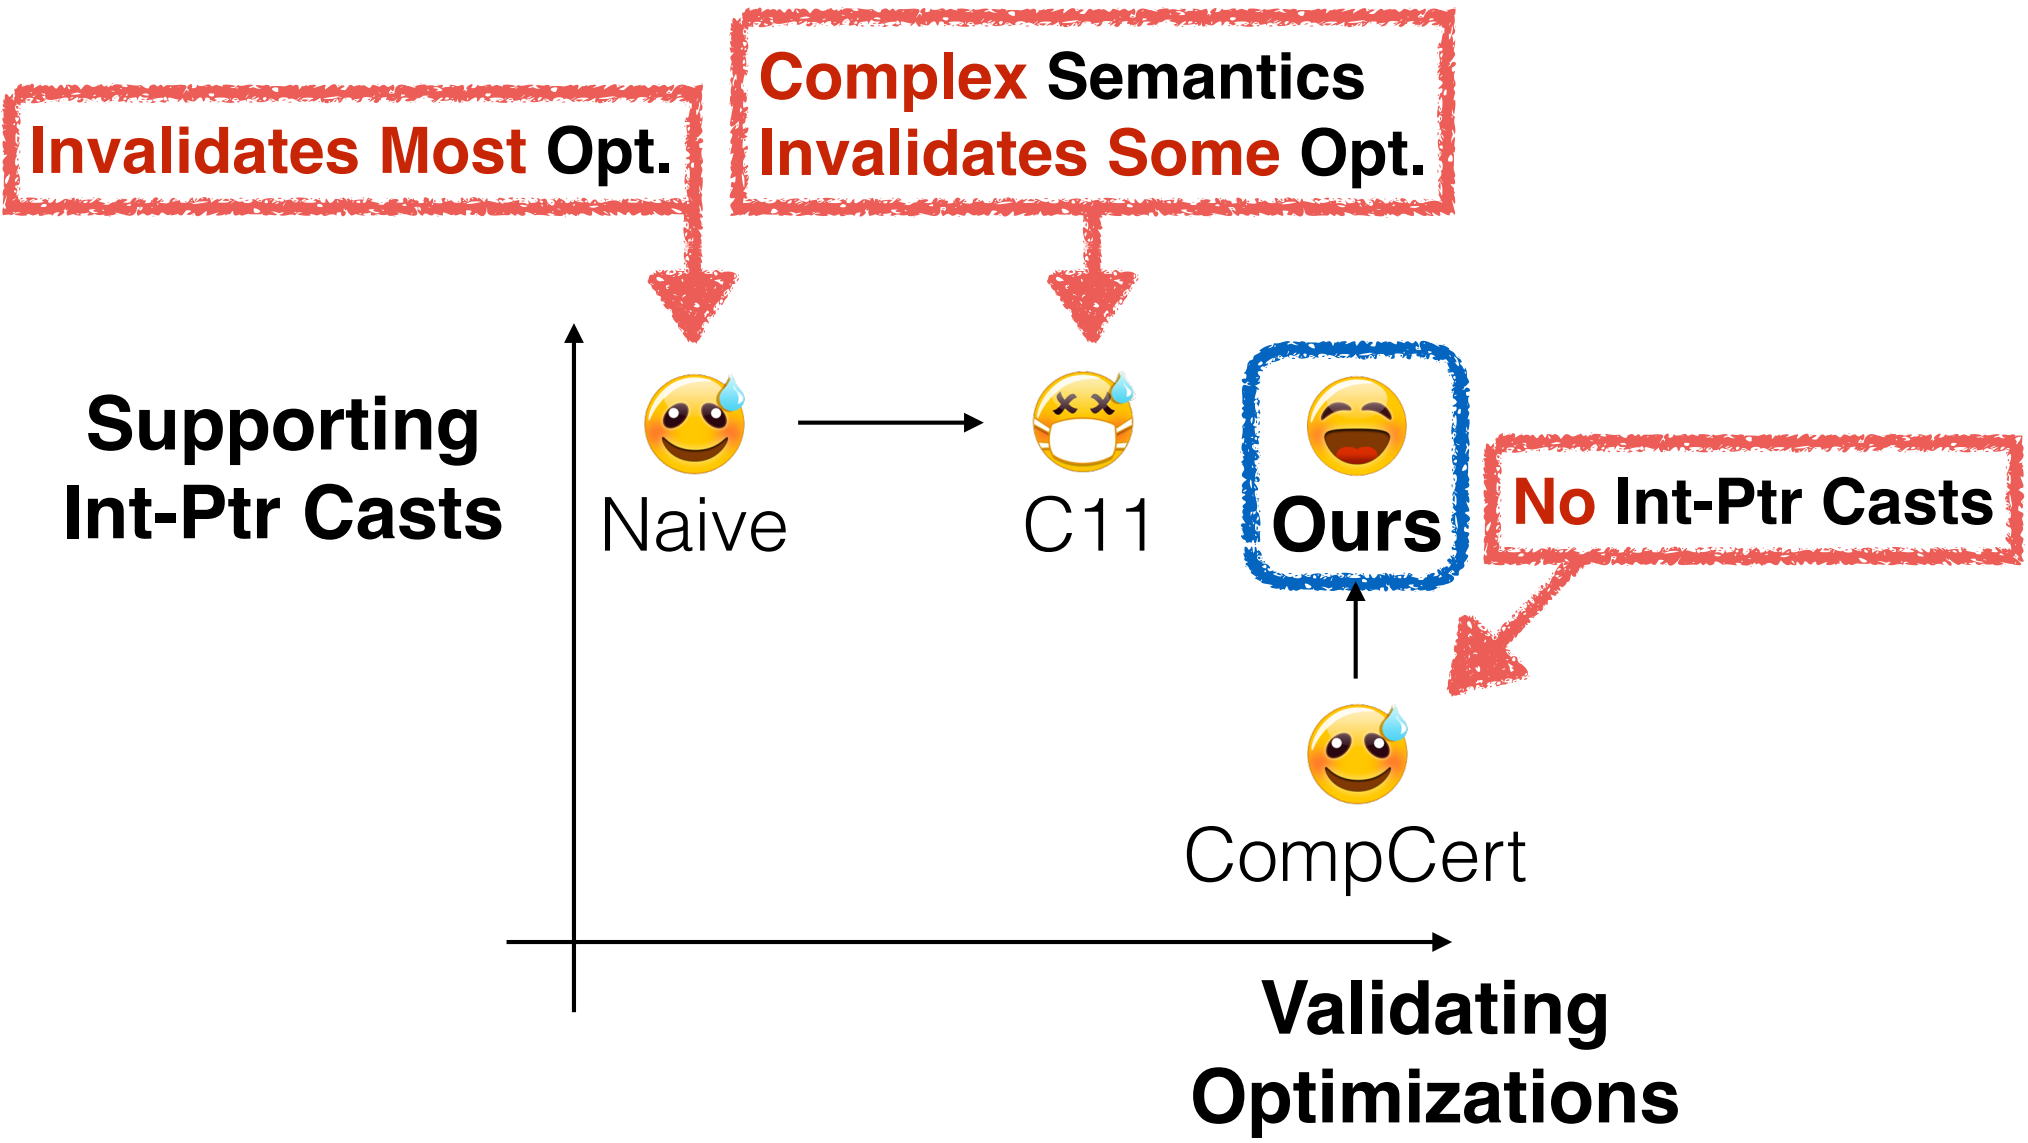 Invalidates Most Opt.
Complex Semantics
Invalidates Some Opt.
Supporting
Int-Ptr Casts
Naive
C11
Ours
No Int-Ptr Casts
CompCert
Validating
Optimizations